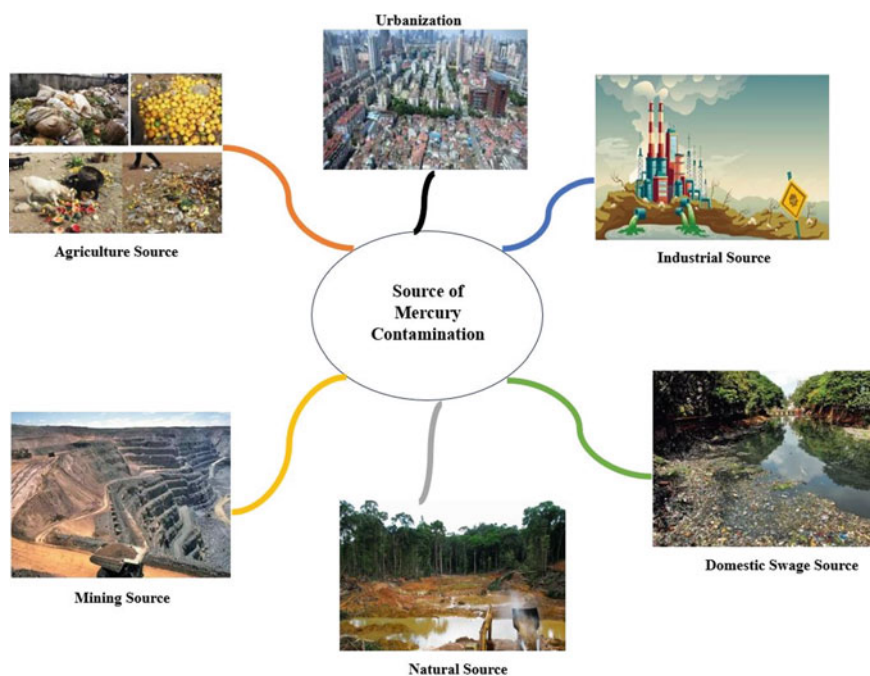 Urbanization
Agriculture Source
Industrial Source
Source of
Mercury
Contamination
Mining Source
Domestic Swage Source
Natural Source